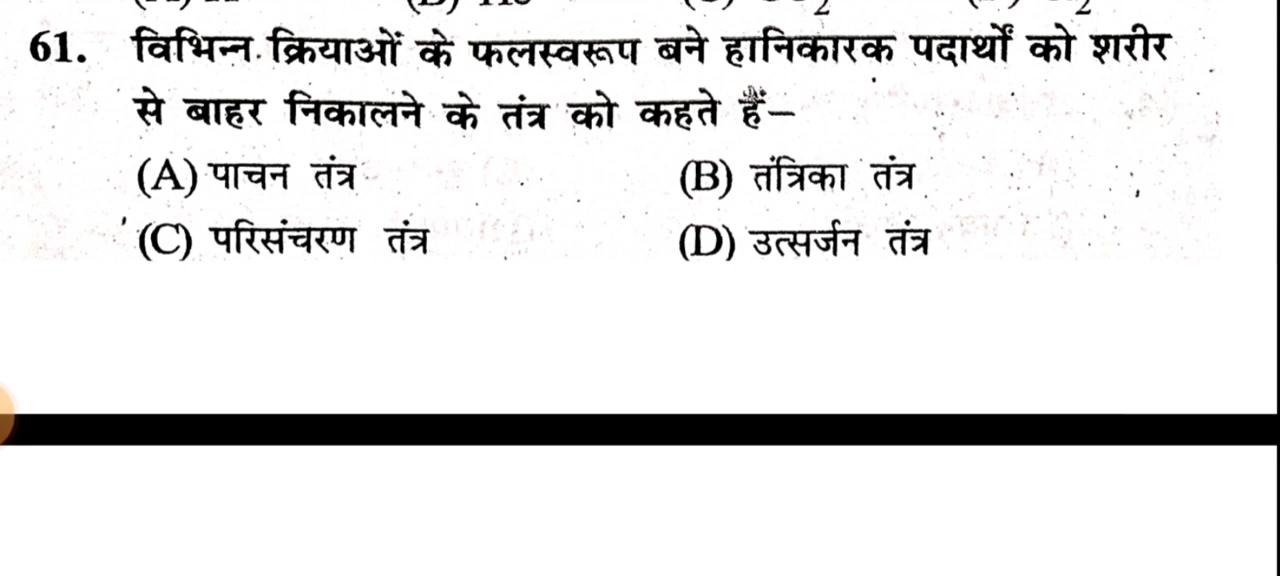 61. विभिन्न क्रियाओं के फलस्वरूप बने हानिकारक पदार्थों को शरीर
से बाहर निकालने के तंत्र को कहते हैं–
(A) पाचन तंत्र (B) तंत्रिका तंत्र
(C) परिसंचरण तंत्र (D) उत्सर्जन तंत्र